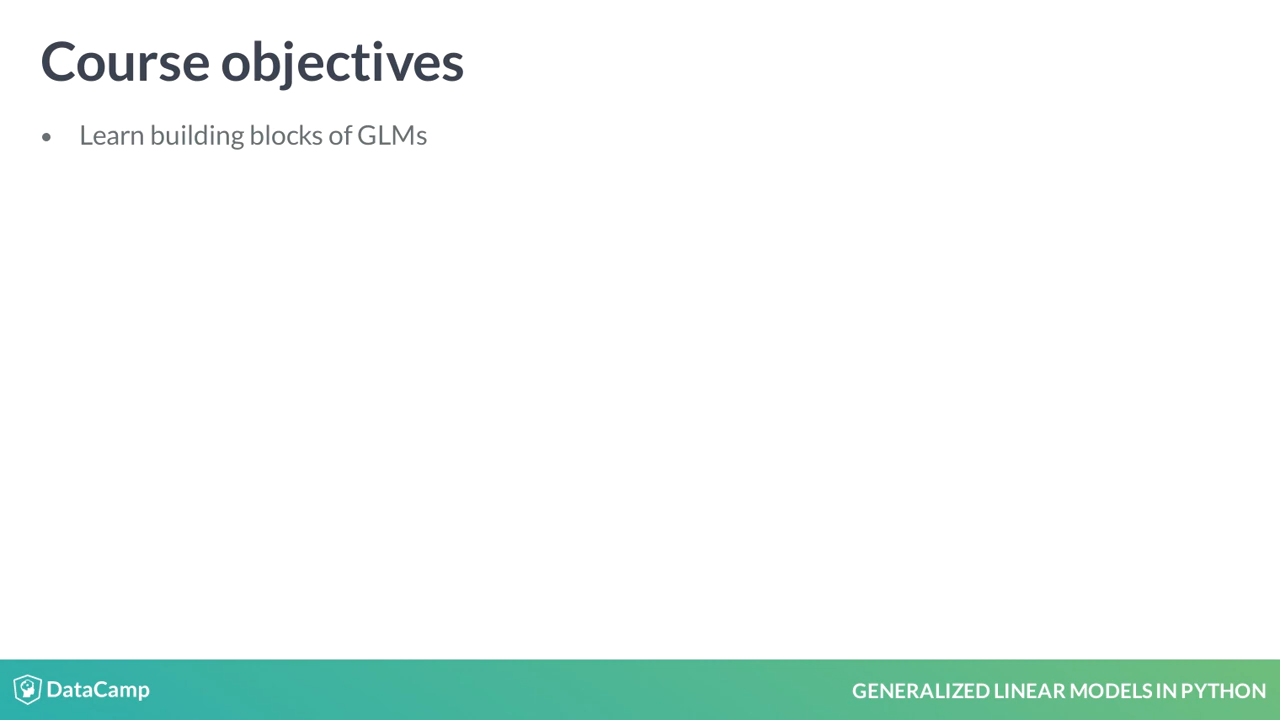 Course objectives
• Learn building blocks of GLMs
DataCamp
GENERALIZED LINEAR MODELS IN PYTHON